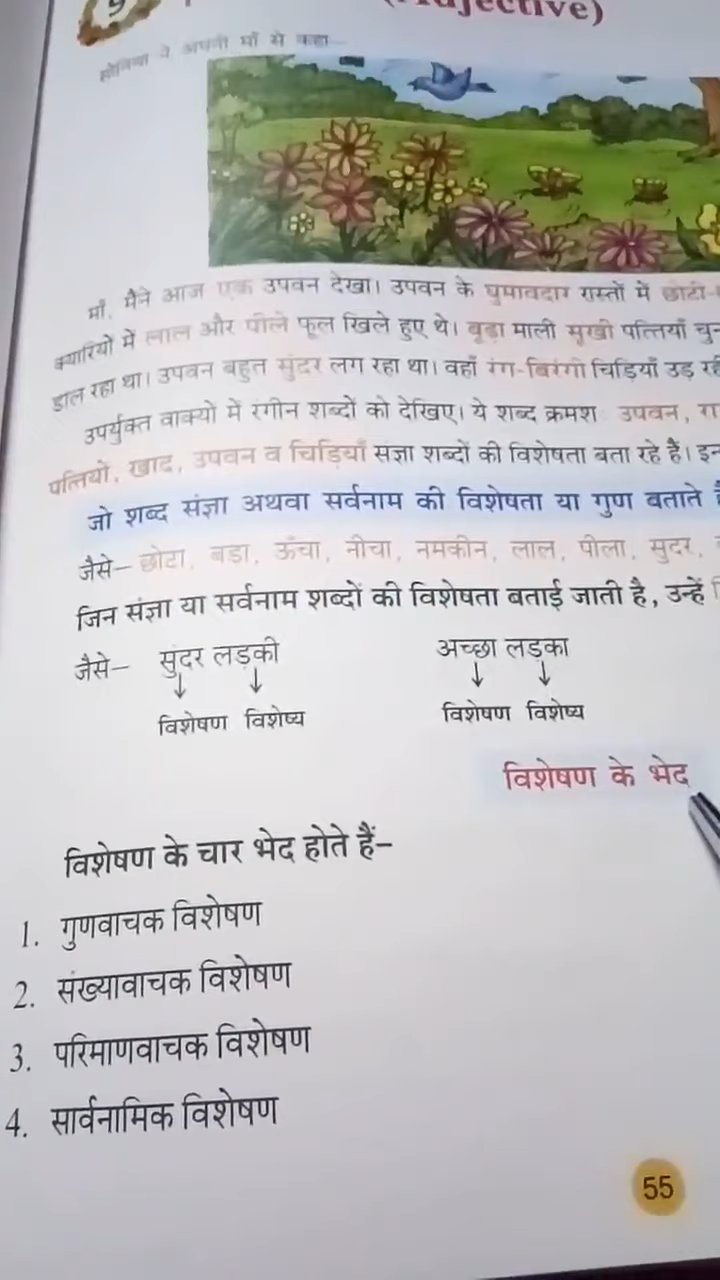 9
(Adjective)
ने अपनी माँ से कहा—
माँ, मैंने आज एक उपवन देखा। उपवन के घुमावदार रास्तों में छोटी-
क्यारियों में लाल और पीले फूल खिले हुए थे। बूढ़ा माली सूखी पत्तियाँ चुन
डाल रहा था। उपवन बहुत सुंदर लग रहा था। वहाँ रंग-बिरंगी चिड़ियाँ उड़ र
उपर्युक्त वाक्यों में रंगीन शब्दों को देखिए। ये शब्द क्रमश: उपवन,
पत्तियों, खाद, उपवन व चिड़ियाँ संज्ञा शब्दों की विशेषता बता रहे हैं।
जो शब्द संज्ञा अथवा सर्वनाम की विशेषता या गुण बताते
जैसे— छोटा, बड़ा, ऊँचा, नीचा, नमकीन, लाल, पीला, सुंदर,
जिन संज्ञा या सर्वनाम शब्दों की विशेषता बताई जाती है, उन्हें
जैसे— सुंदर लड़की अच्छा लड़का
विशेषण विशेष्य विशेषण विशेष्य
विशेषण के भेद
विशेषण के चार भेद होते हैं–
1. गुणवाचक विशेषण
2. संख्यावाचक विशेषण
3. परिमाणवाचक विशेषण
4. सार्वनामिक विशेषण
55